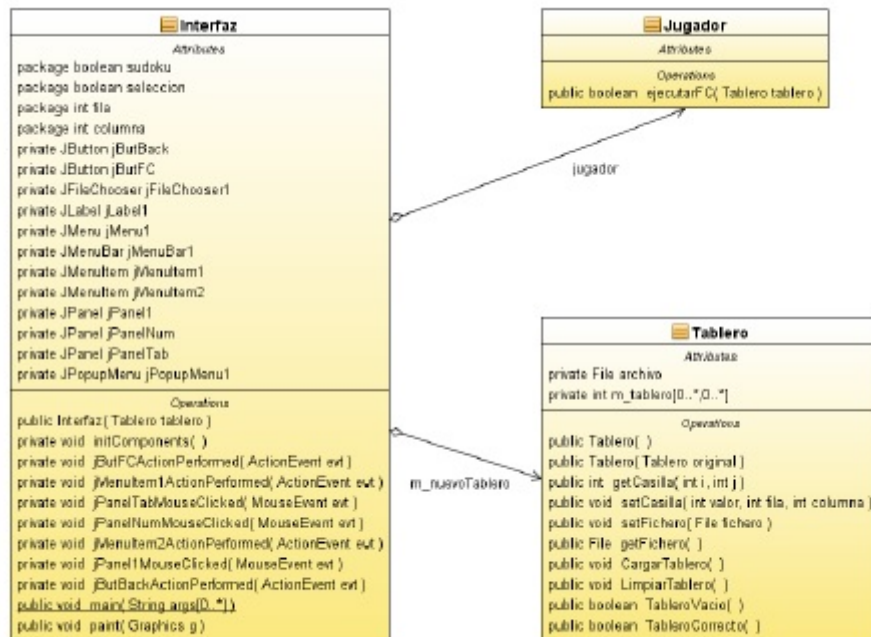 Interfaz
Attributes
package boolean sudoku
package boolean seleccion
package int fila
package int columna
private JButton jButBack
private JButton jButFC
private JFileChooser jFileChooser1
private JLabel jLabel1
private JMenu jMenu1
private JMenuBar jMenuBar1
private JMenuItem jMenuItem1
private JMenuItem jMenuItem2
private JPanel jPanel1
private JPanel jPanelNum
private JPanel jPanelTab
private JPopupMenu jPopupMenu1
Operations
public Interfaz( Tablero tablero )
private void initComponents( )
private void jButFCActionPerformed( ActionEvent evt )
private void jMenuItem1ActionPerformed( ActionEvent evt )
private void jPanelTabMouseClicked( MouseEvent evt )
private void jPanelNumMouseClicked( MouseEvent evt )
private void jMenuItem2ActionPerformed( ActionEvent evt )
private void jPanel1MouseClicked( MouseEvent evt )
private void jButBackActionPerformed( ActionEvent evt )
public void main( String args[0..*] )
public void paint( Graphics g )
Jugador
Attributes
Operations
public boolean ejecutarFC( Tablero tablero )
jugador
m_nuevoTablero
Tablero
Attributes
private File archivo
private int m_tablero[0..*,0..*]
Operations
public Tablero( )
public Tablero( Tablero original )
public int getCasilla( int i, int j )
public void setCasilla( int valor, int fila, int columna )
public void setFichero( File fichero )
public File getFichero( )
public void CargarTablero( )
public void LimpiarTablero( )
public boolean TableroVacio( )
public boolean TableroCorrecto( )